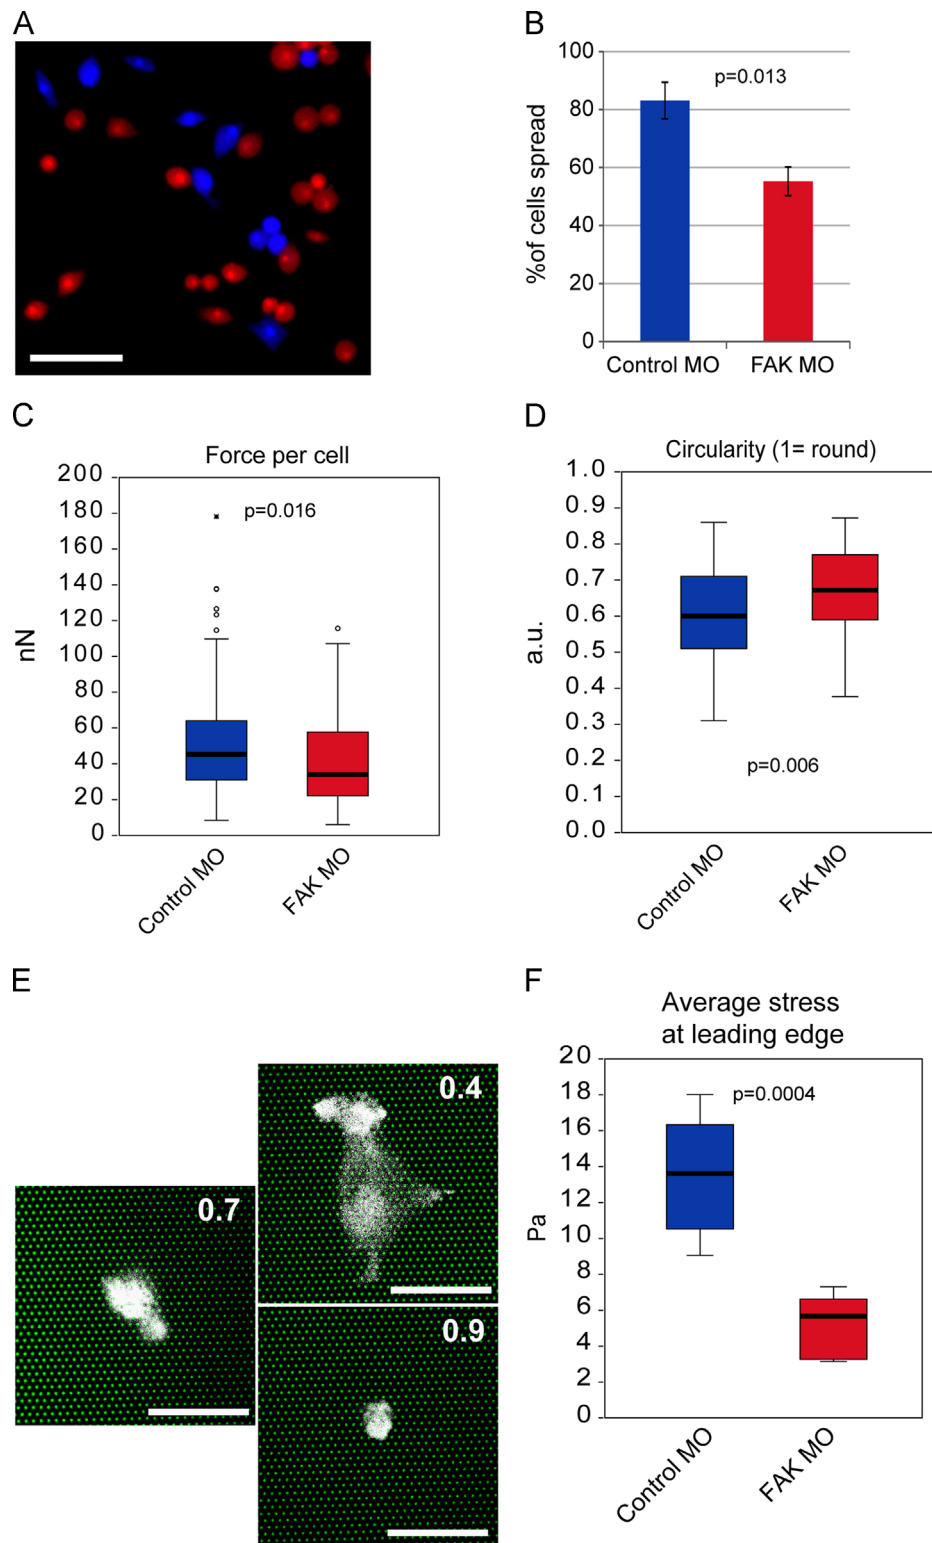 A
B
100
80
60
40
20
0
%of cells spread
p=0.013
Control MO
FAK MO
C
Force per cell
200
180
160
140
120
100
80
60
40
20
0
nN
p=0.016
Control MO
FAK MO
D
Circularity (1= round)
1.0
0.9
0.8
0.7
0.6
0.5
0.4
0.3
0.2
0.1
0.0
a.u.
p=0.006
Control MO
FAK MO
E
0.7
0.4
0.9
F
Average stress
at leading edge
20
18
16
14
12
10
8
6
4
2
0
Pa
p=0.0004
Control MO
FAK MO